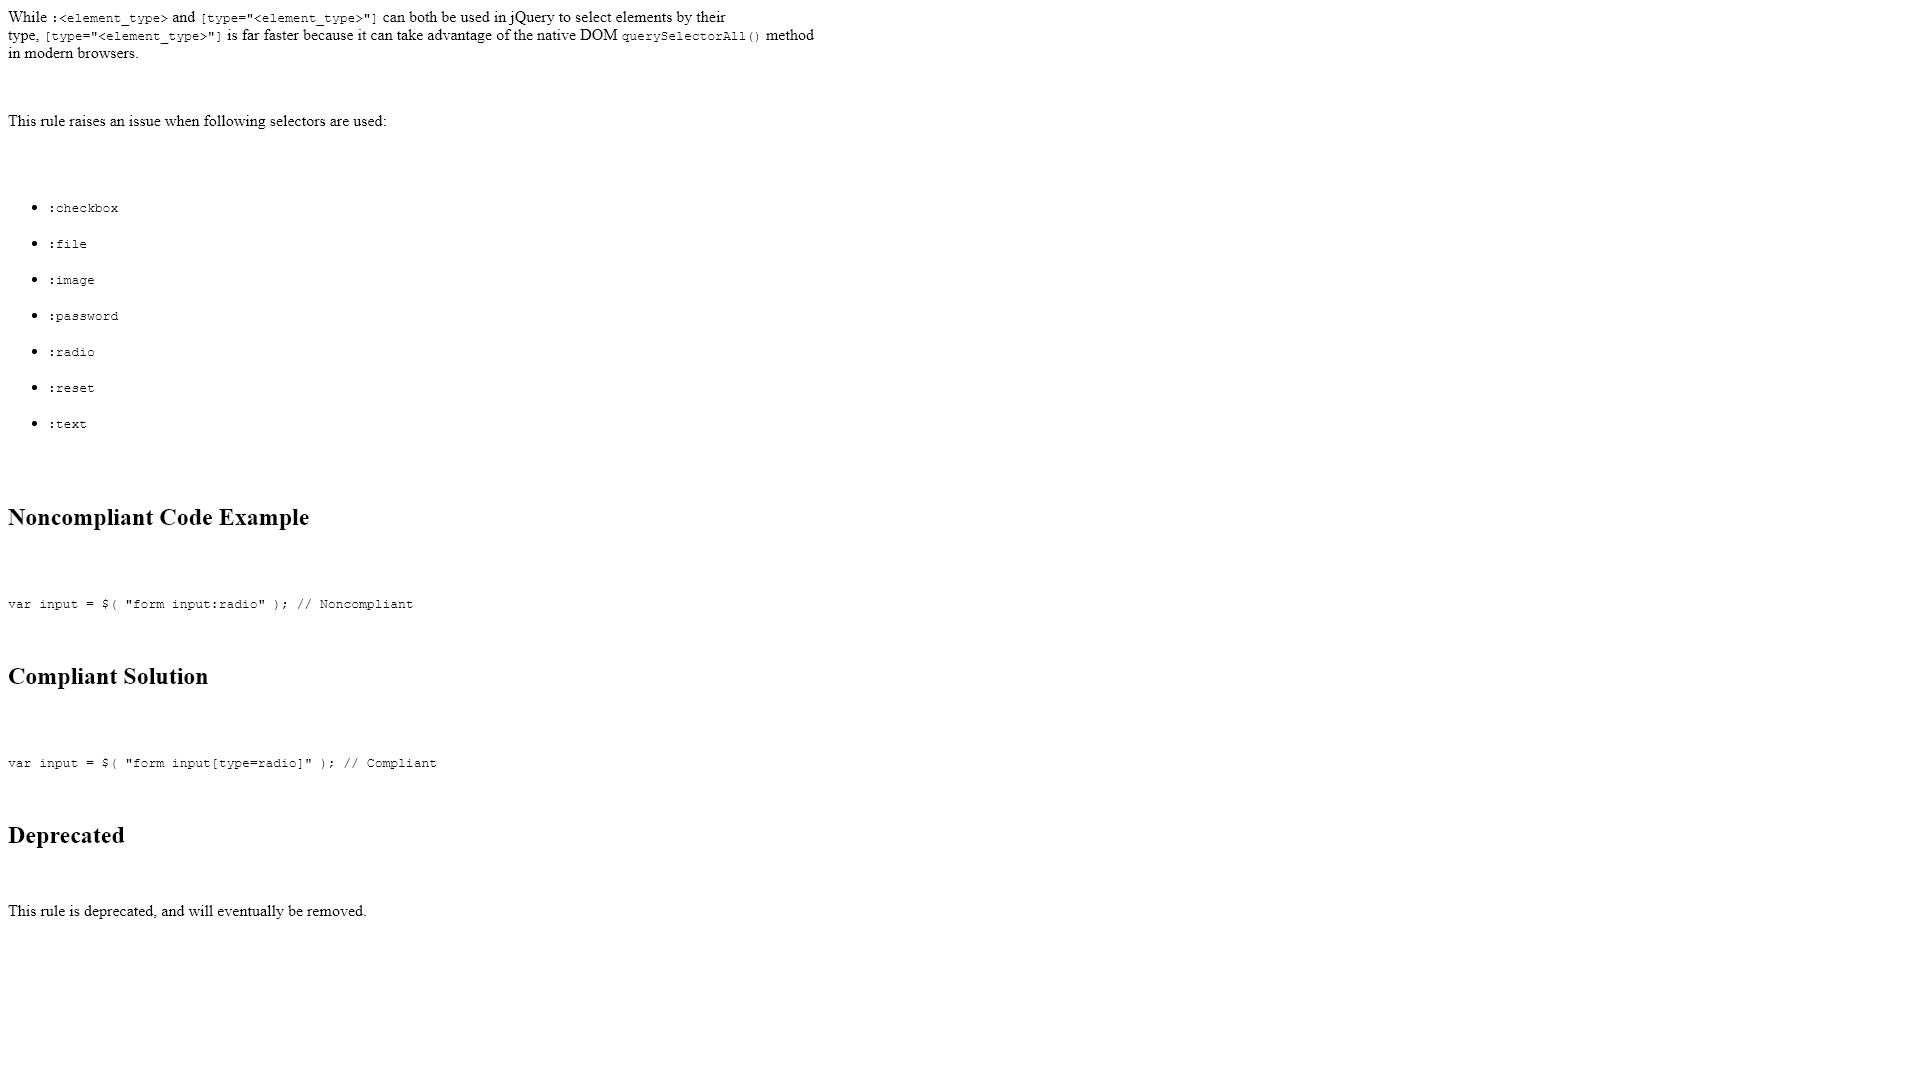 While :<element_type> and [type="<element_type>"] can both be used in jQuery to select elements by their
type, [type="<element_type>"] is far faster because it can take advantage of the native DOM querySelectorAll() method
in modern browsers.
This rule raises an issue when following selectors are used:
• :checkbox
• :file
• :image
• :password
• :radio
• :reset
• :text
Noncompliant Code Example
var input = $( "form input:radio" ); // Noncompliant
Compliant Solution
var input = $( "form input[type=radio]" ); // Compliant
Deprecated
This rule is deprecated, and will eventually be removed.